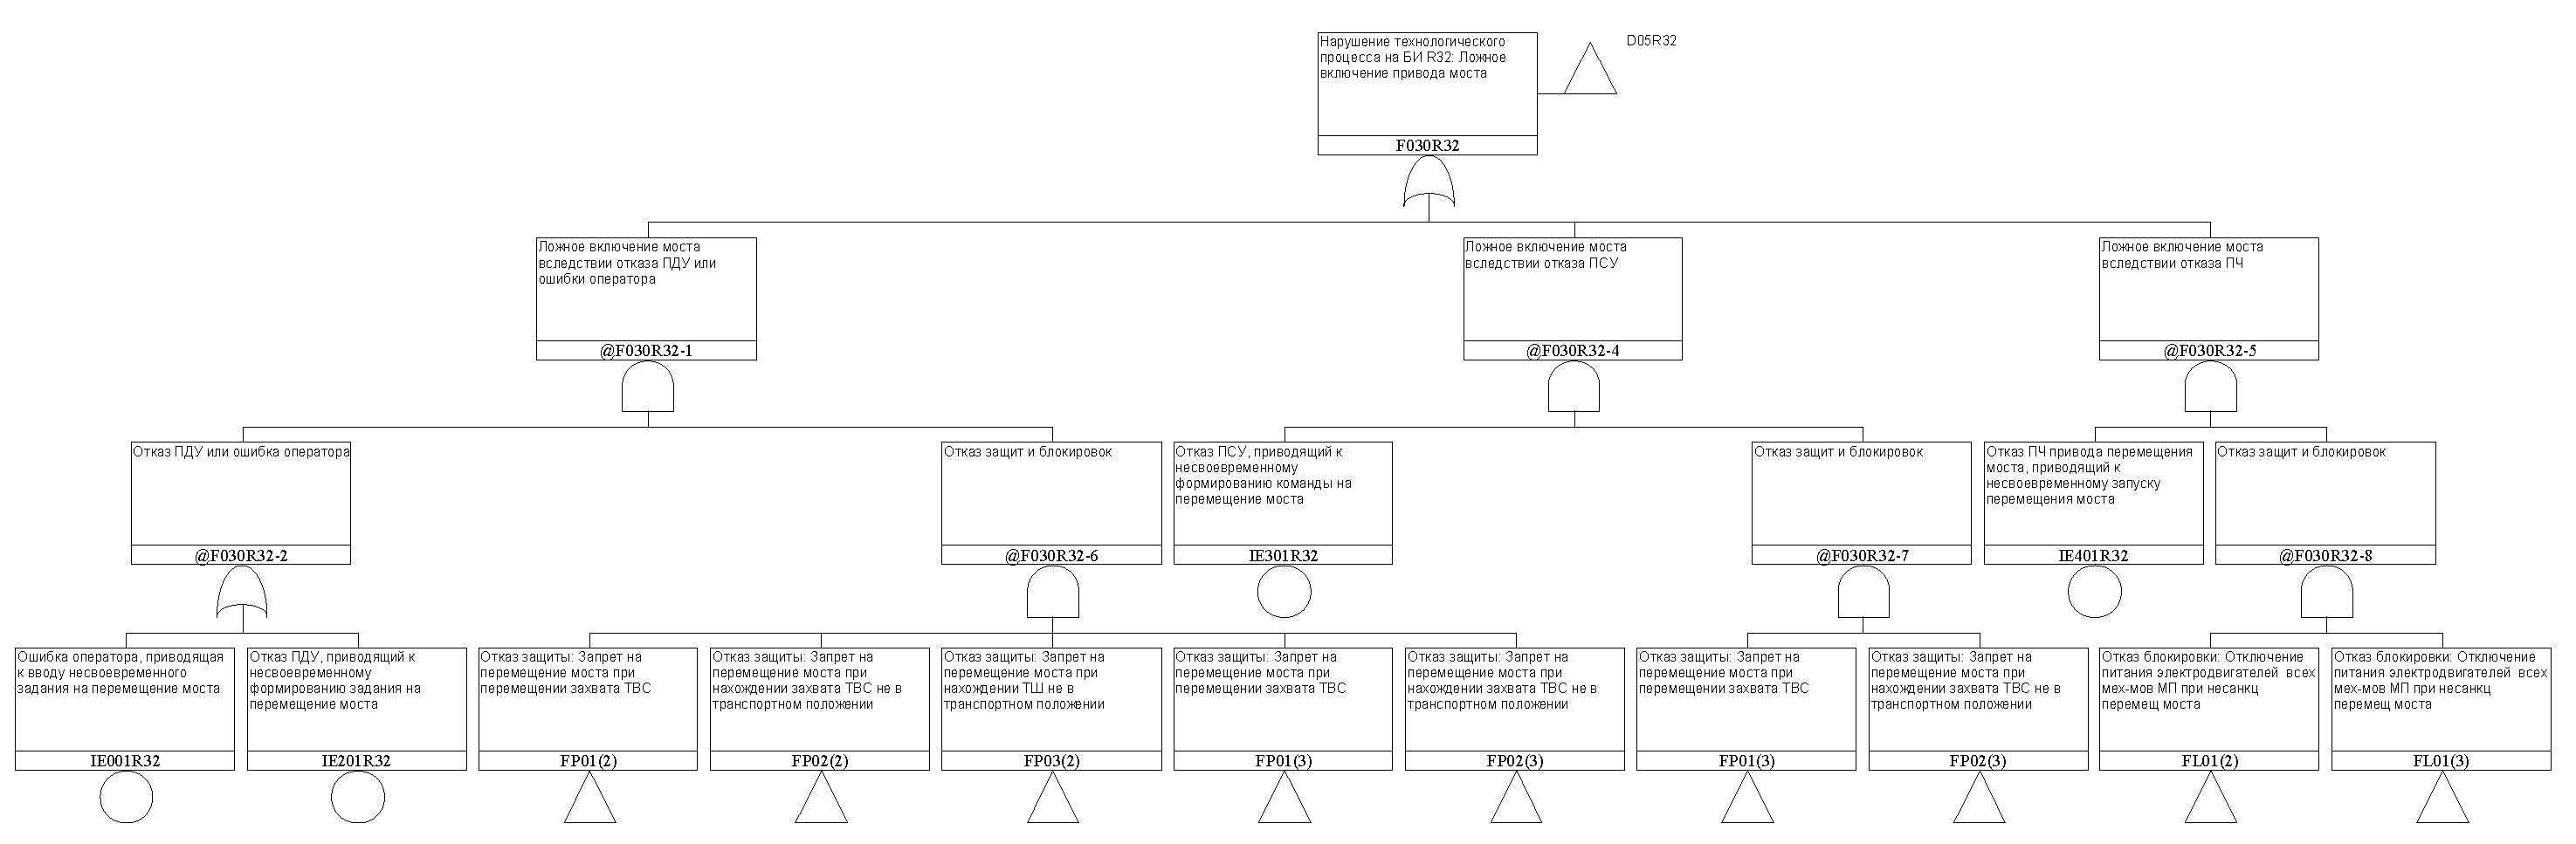 Нарушение технологического
процесса на БИ R32: Ложное
включение привода моста
F030R32
D05R32
Ложное включение моста
вследствии отказа ПДУ или
ошибки оператора
@F030R32-1
Ложное включение моста
вследствии отказа ПСУ
@F030R32-4
Ложное включение моста
вследствии отказа ПЧ
@F030R32-5
Отказ ПДУ или ошибка оператора
@F030R32-2
Отказ защит и блокировок
@F030R32-6
Отказ ПСУ, приводящий к
несвоевременному
формированию команды на
перемещение моста
IE301R32
Отказ защит и блокировок
@F030R32-7
Отказ ПЧ привода перемещения
моста, приводящий к
несвоевременному запуску
перемещения моста
IE401R32
Отказ защит и блокировок
@F030R32-8
Ошибка оператора, приводящая
к вводу несвоевременного
задания на перемещение моста
IE001R32
Отказ ПДУ, приводящий к
несвоевременному
формированию задания на
перемещение моста
IE201R32
Отказ защиты: Запрет на
перемещение моста при
перемещении захвата ТВС
FP01(2)
Отказ защиты: Запрет на
перемещение моста при
нахождении захвата ТВС не в
транспортном положении
FP02(2)
Отказ защиты: Запрет на
перемещение моста при
нахождении ТШ не в
транспортном положении
FP03(2)
Отказ защиты: Запрет на
перемещение моста при
перемещении захвата ТВС
FP01(3)
Отказ защиты: Запрет на
перемещение моста при
нахождении захвата ТВС не в
транспортном положении
FP02(3)
Отказ защиты: Запрет на
перемещение моста при
перемещении захвата ТВС
FP01(3)
Отказ защиты: Запрет на
перемещение моста при
нахождении захвата ТВС не в
транспортном положении
FP02(3)
Отказ блокировки: Отключение
питания электродвигателей всех
мех-мов МП при несанкц
перемещ моста
FL01(2)
Отказ блокировки: Отключение
питания электродвигателей всех
мех-мов МП при несанкц
перемещ моста
FL01(3)